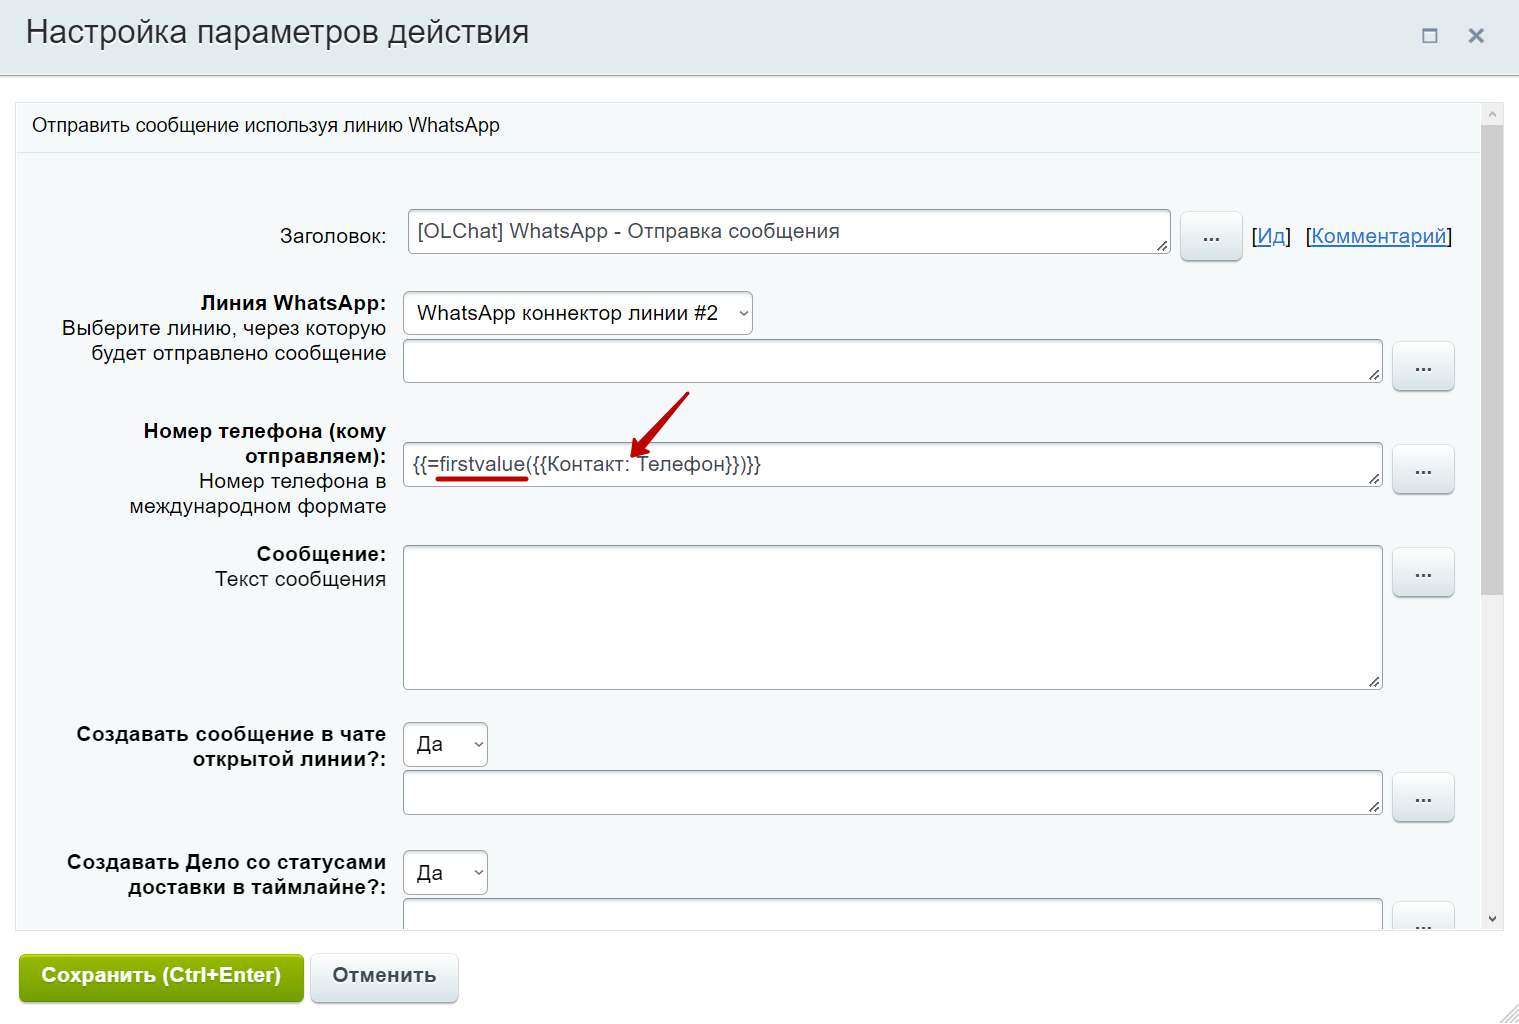 Настройка параметров действия
Отправить сообщение используя линию WhatsApp
Заголовок: [OLChat] WhatsApp - Отправка сообщения ... [Ид] [Комментарий]
Линия WhatsApp: WhatsApp коннектор линии #2
Выберите линию, через которую
будет отправлено сообщение ...
Номер телефона (кому
отправляем): {{=firstvalue({{Контакт: Телефон}})}} ...
Номер телефона в
международном формате
Сообщение:
Текст сообщения ...
Создавать сообщение в чате Да
открытой линии?:
...
Создавать Дело со статусами Да
доставки в таймлайне?:
...
Сохранить (Ctrl+Enter) Отменить